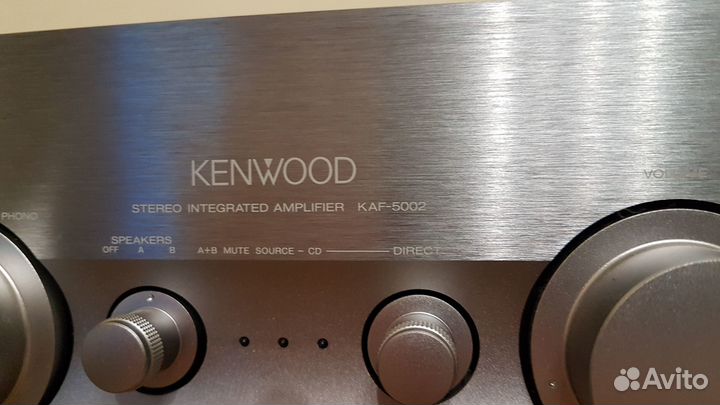 KENWOOD
STEREO INTEGRATED AMPLIFIER KAF-5002
PHONO
SPEAKERS
OFF A B A+B MUTE SOURCE – CD DIRECT
Avito